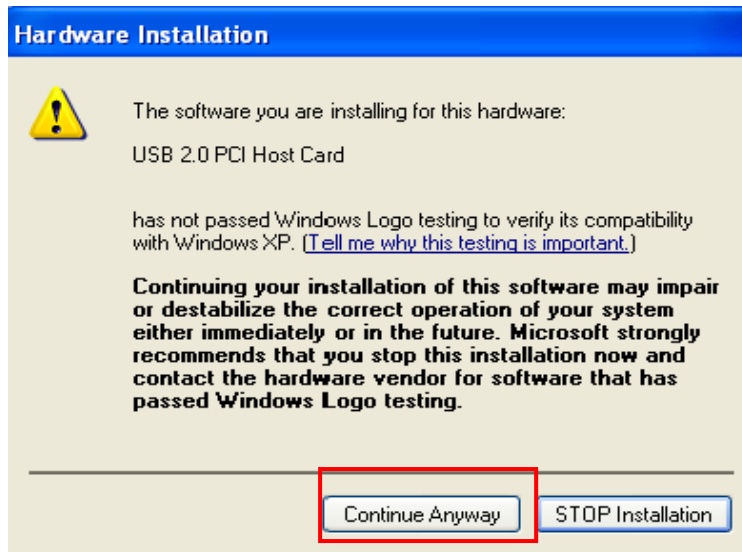 Hardware Installation
The software you are installing for this hardware:
USB 2.0 PCI Host Card
has not passed Windows Logo testing to verify its compatibility
with Windows XP. (Tell me why this testing is important.)
Continuing your installation of this software may impair
or destabilize the correct operation of your system
either immediately or in the future. Microsoft strongly
recommends that you stop this installation now and
contact the hardware vendor for software that has
passed Windows Logo testing.
Continue Anyway
STOP Installation